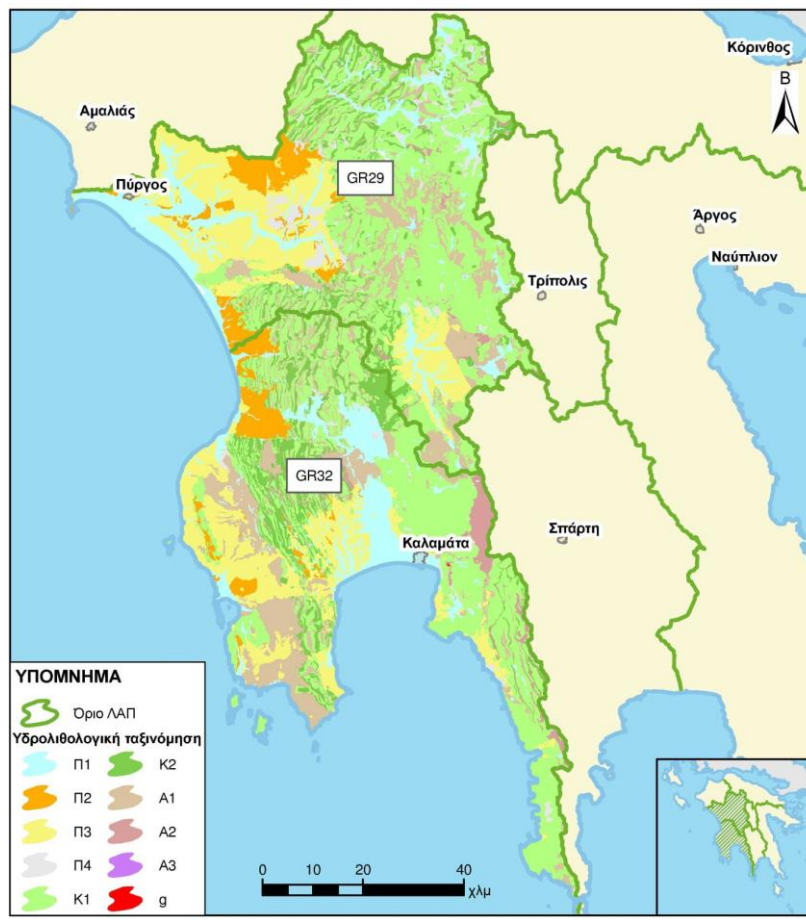 Κόρινθος
Β
Αμαλιάς
GR29
Πύργος
Άργος
Ναύπλιον
Τρίπολις
GR32
Σπάρτη
Καλαμάτα
ΥΠΟΜΝΗΜΑ
Όριο ΛΑΠ
Υδρολιθολογική ταξινόμηση
Π1 Κ2
Π2 Α1
Π3 Α2
Π4 Α3
Κ1 g
0 10 20 40
χλμ